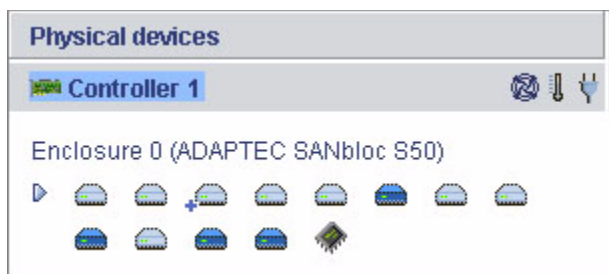 Physical devices
Controller 1
Enclosure 0 (ADAPTEC SANbloc S50)